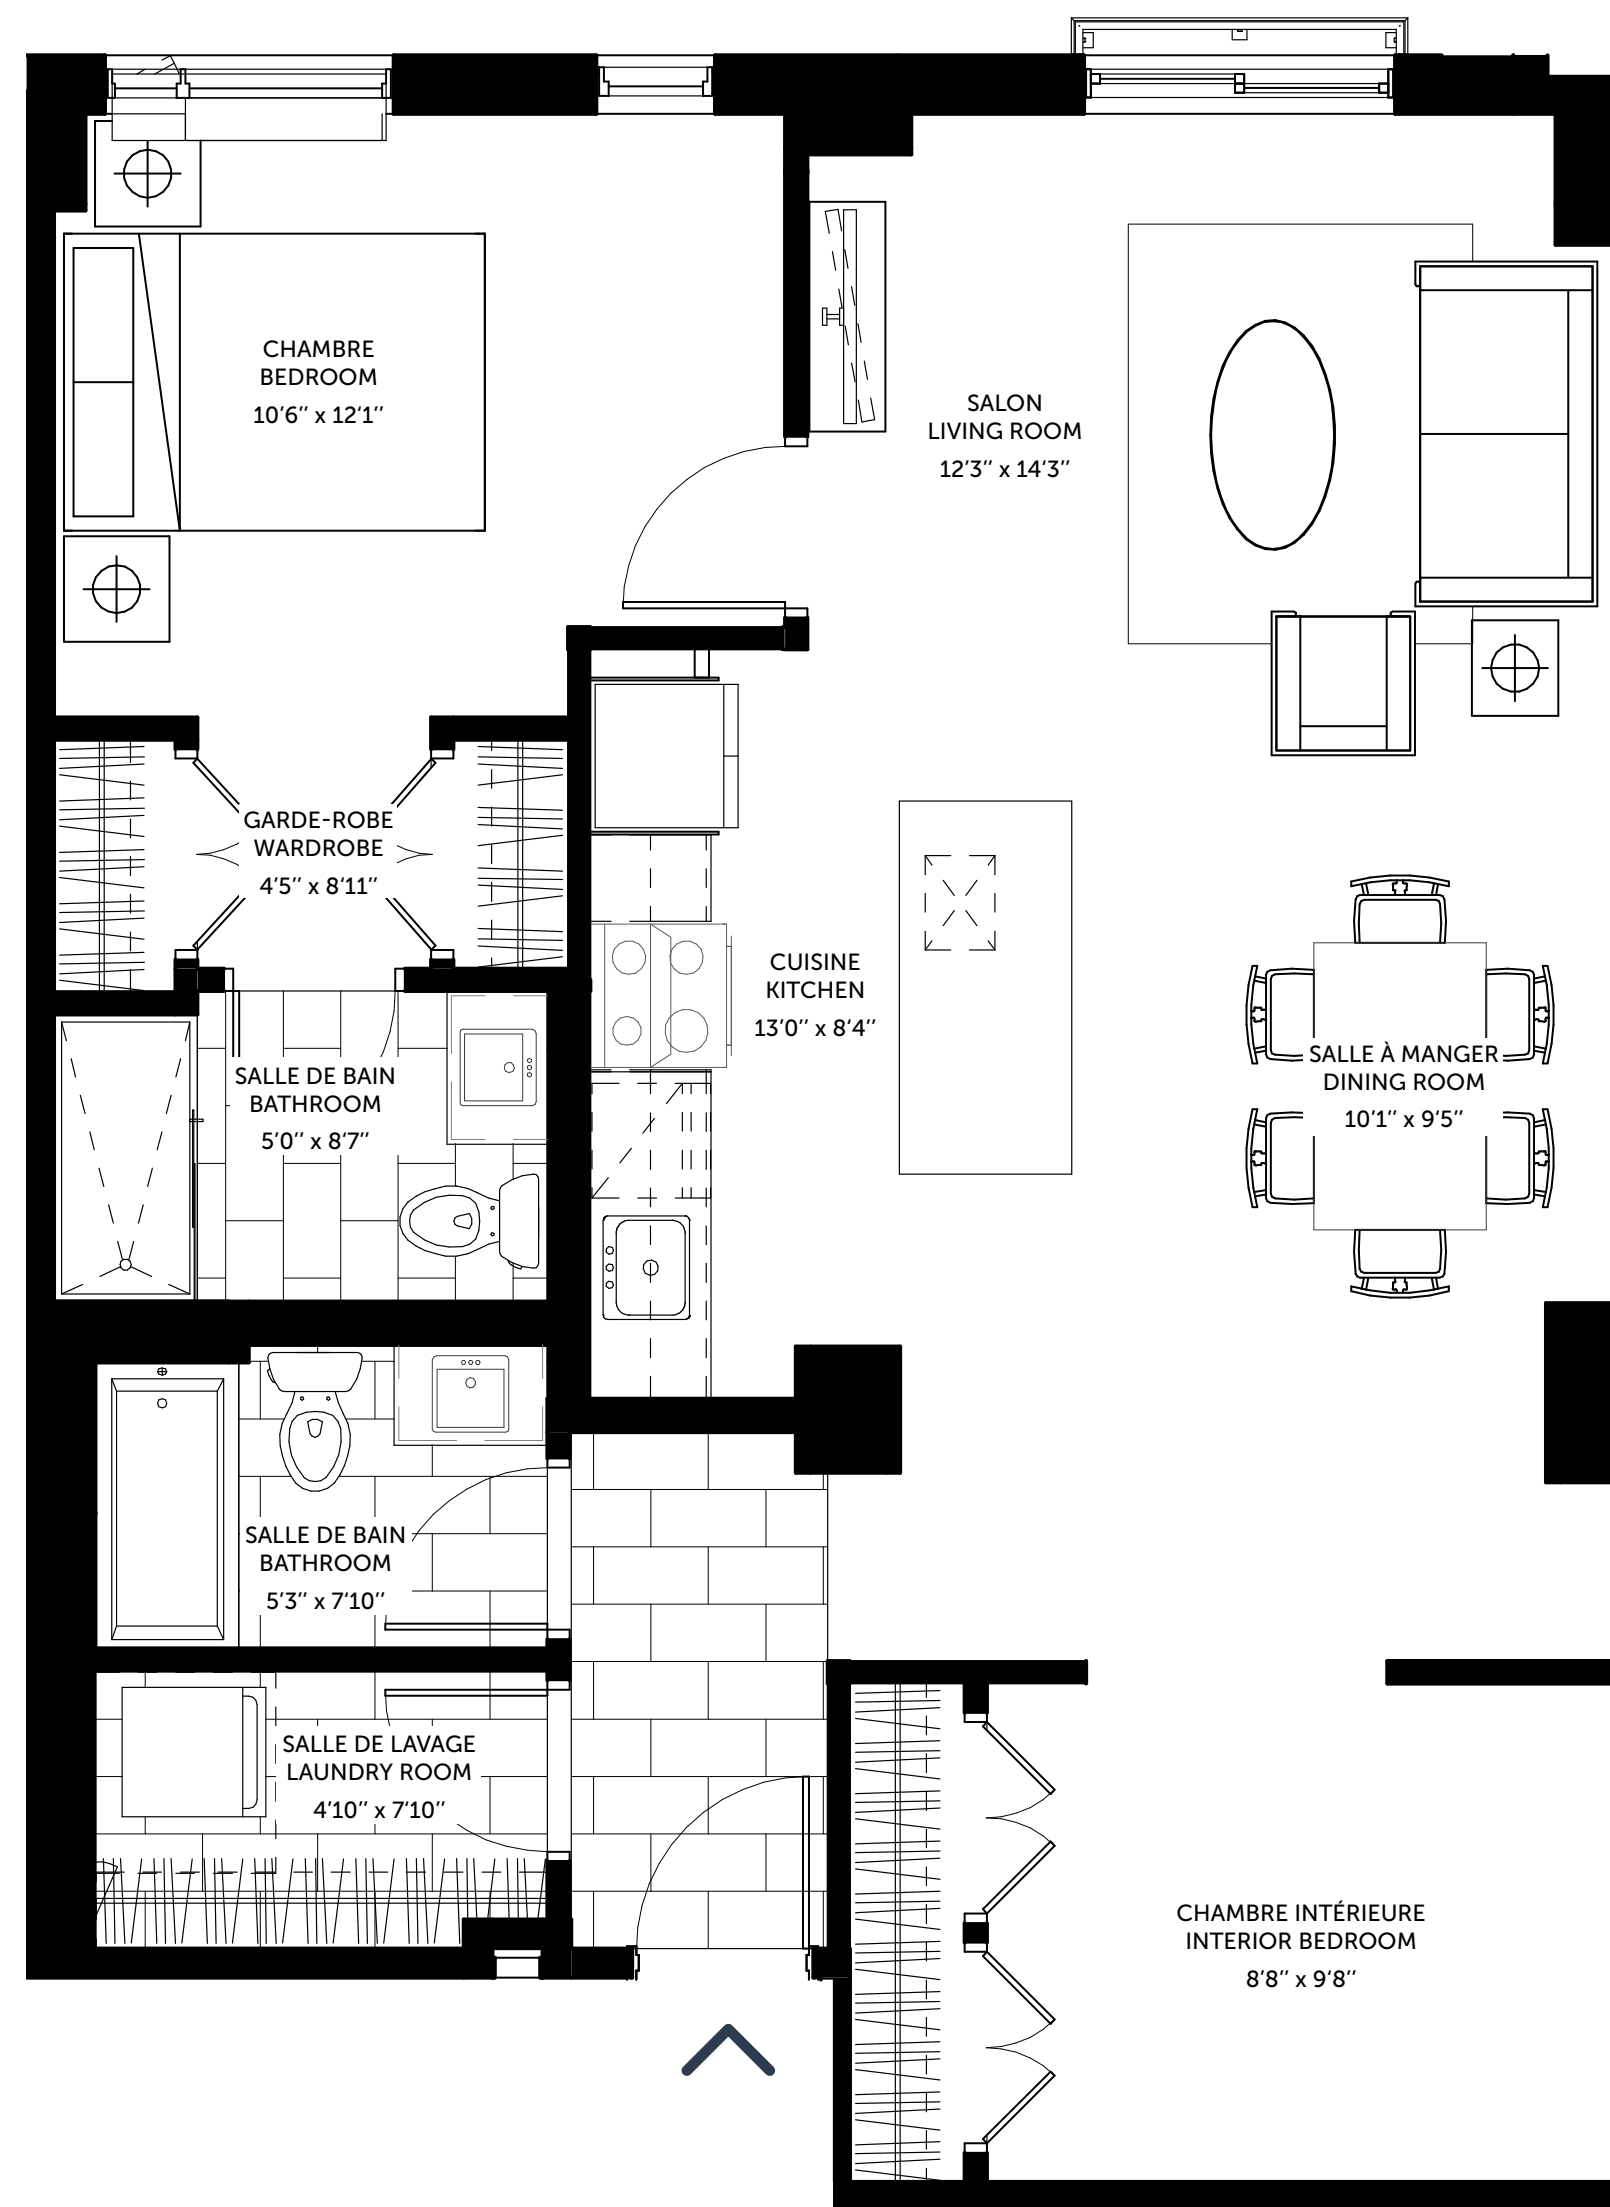 CHAMBRE
BEDROOM
10'6'' x 12'1''
SALON
LIVING ROOM
12'3'' x 14'3''
GARDE-ROBE
WARDROBE
4'5'' x 8'11''
CUISINE
KITCHEN
13'0'' x 8'4''
SALLE À MANGER
DINING ROOM
10'1'' x 9'5''
SALLE DE BAIN
BATHROOM
5'0'' x 8'7''
SALLE DE BAIN
BATHROOM
5'3'' x 7'10''
SALLE DE LAVAGE
LAUNDRY ROOM
4'10'' x 7'10''
CHAMBRE INTÉRIEURE
INTERIOR BEDROOM
8'8'' x 9'8''